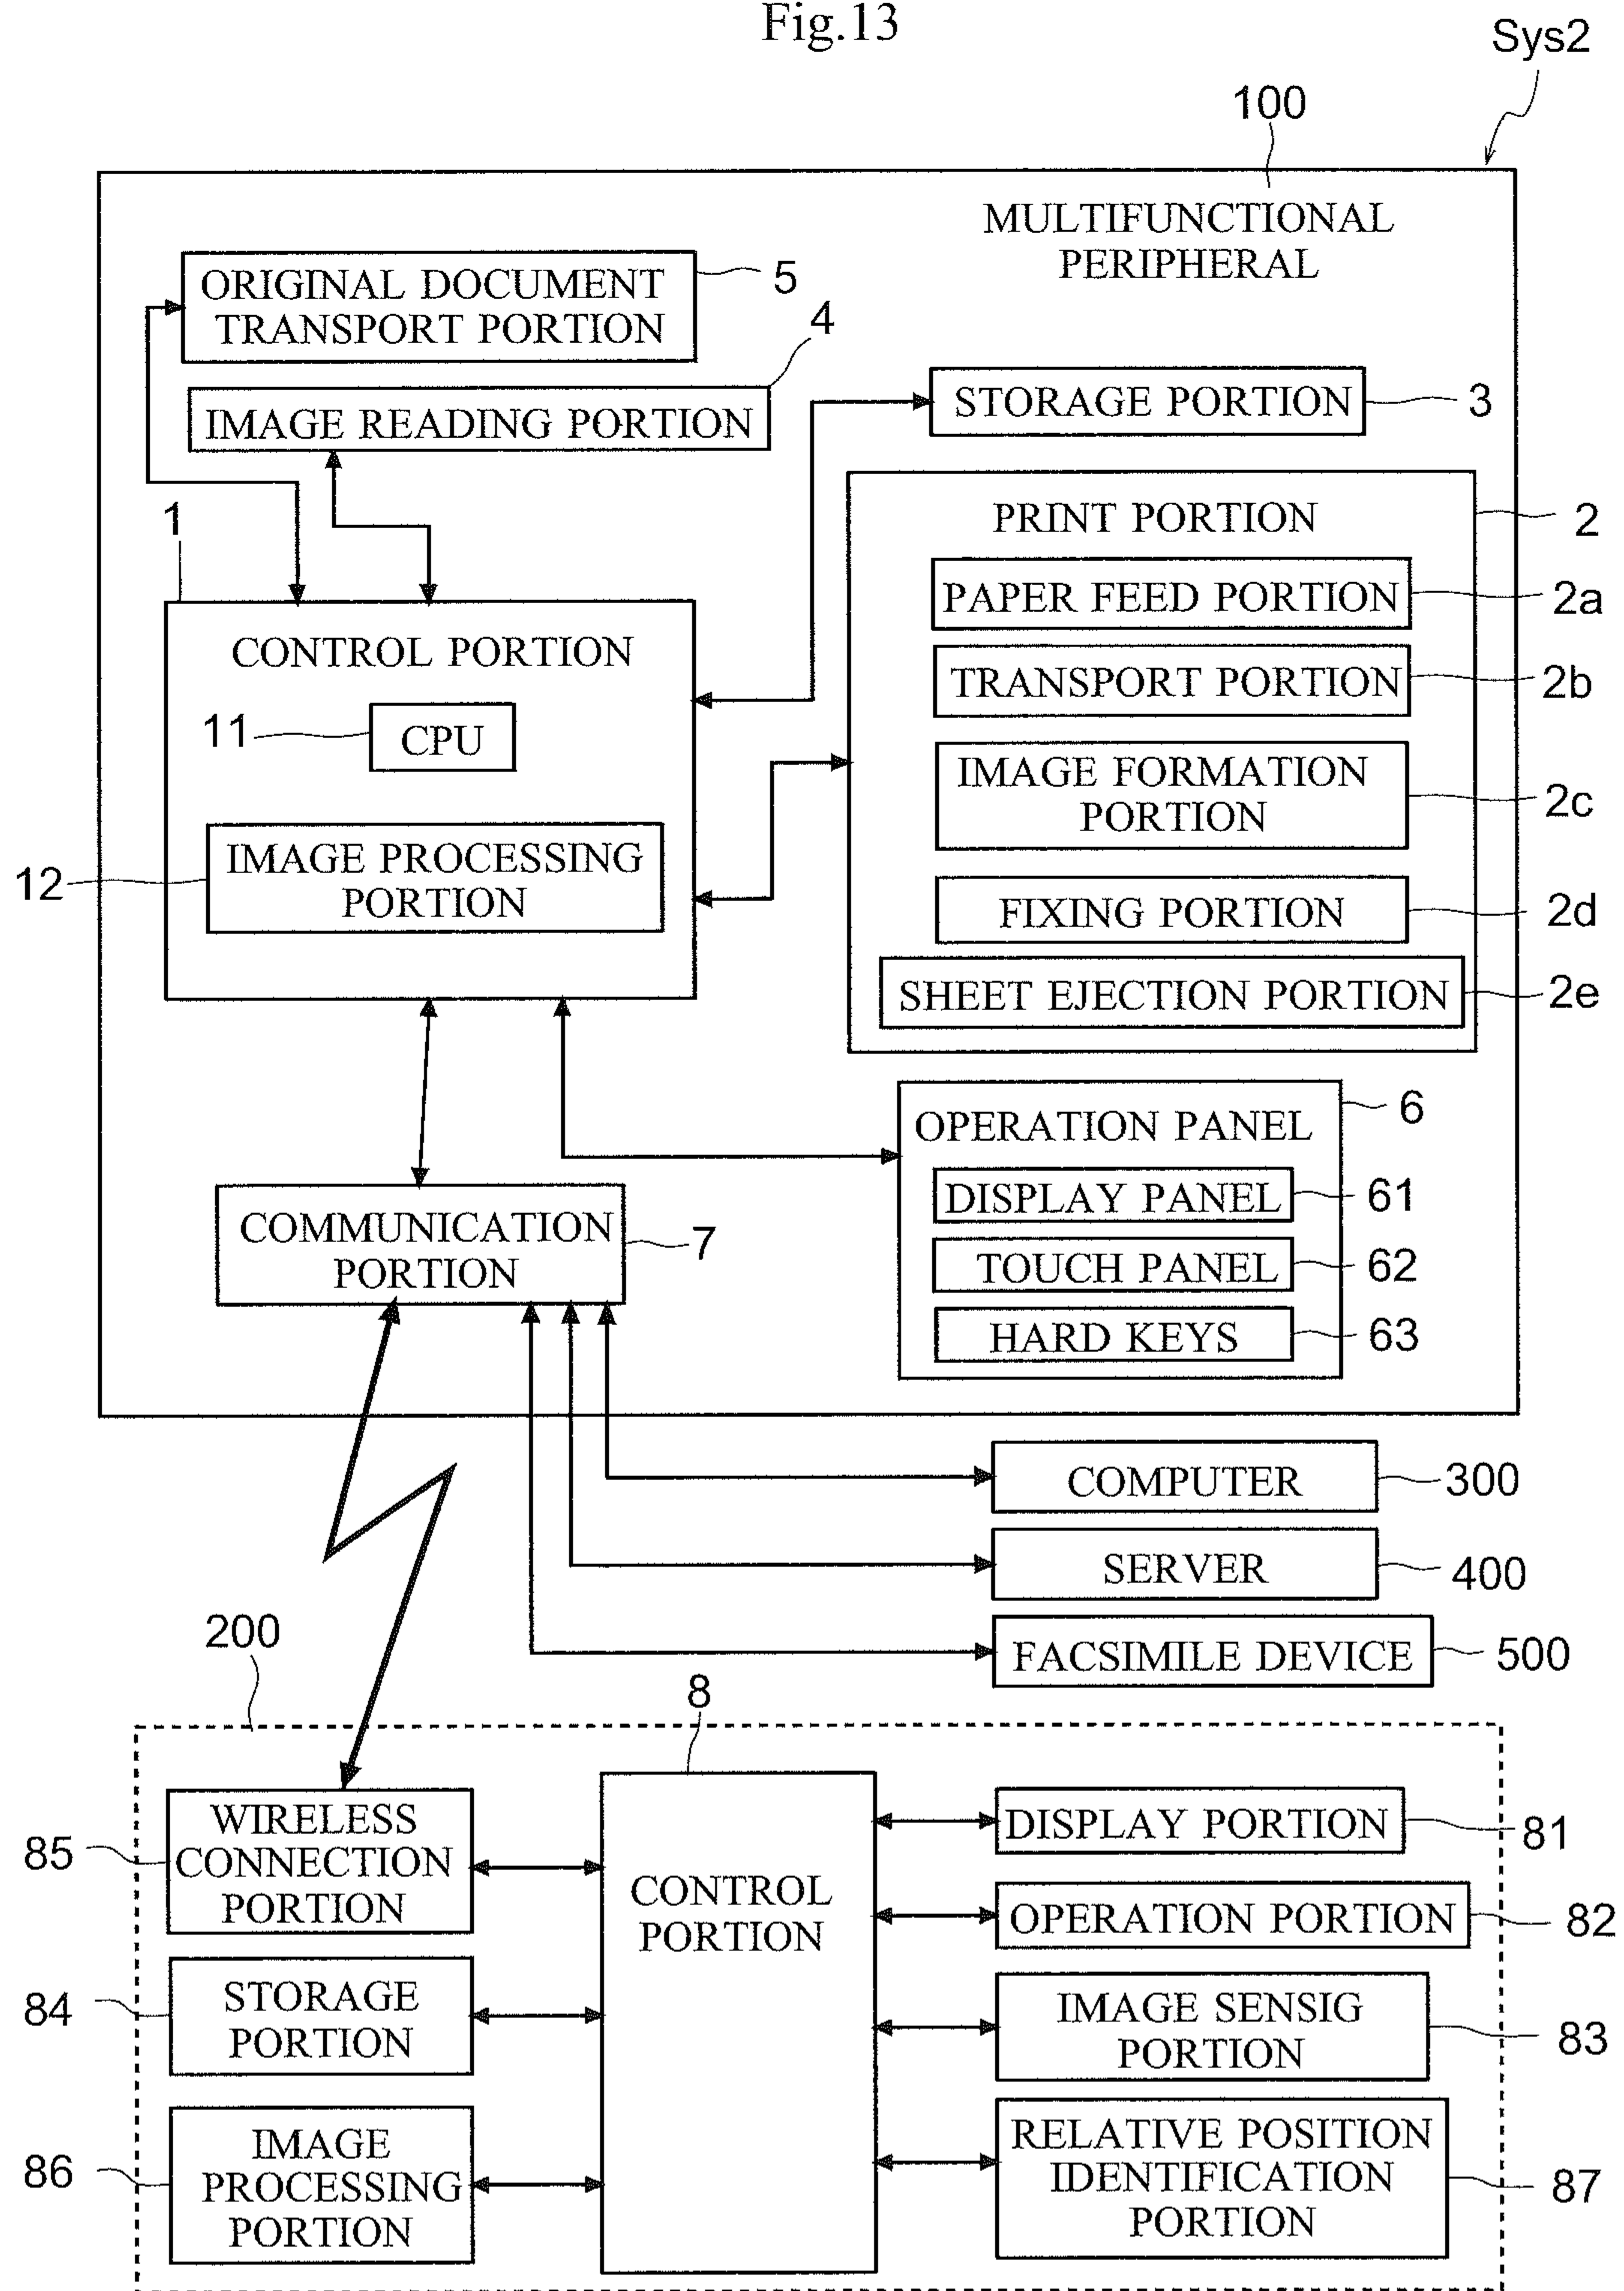 Fig.13
Sys2
100
MULTIFUNCTIONAL
PERIPHERAL
ORIGINAL DOCUMENT
TRANSPORT PORTION
5
4
IMAGE READING PORTION
STORAGE PORTION
3
1
CONTROL PORTION
11
CPU
12
IMAGE PROCESSING
PORTION
PRINT PORTION
2
PAPER FEED PORTION
2a
TRANSPORT PORTION
2b
IMAGE FORMATION
PORTION
2c
FIXING PORTION
2d
SHEET EJECTION PORTION
2e
OPERATION PANEL
6
DISPLAY PANEL
61
TOUCH PANEL
62
HARD KEYS
63
COMMUNICATION
PORTION
7
COMPUTER
300
SERVER
400
FACSIMILE DEVICE
500
200
8
WIRELESS
CONNECTION
PORTION
85
STORAGE
PORTION
84
IMAGE
PROCESSING
PORTION
86
CONTROL
PORTION
DISPLAY PORTION
81
OPERATION PORTION
82
IMAGE SENSIG
PORTION
83
RELATIVE POSITION
IDENTIFICATION
PORTION
87